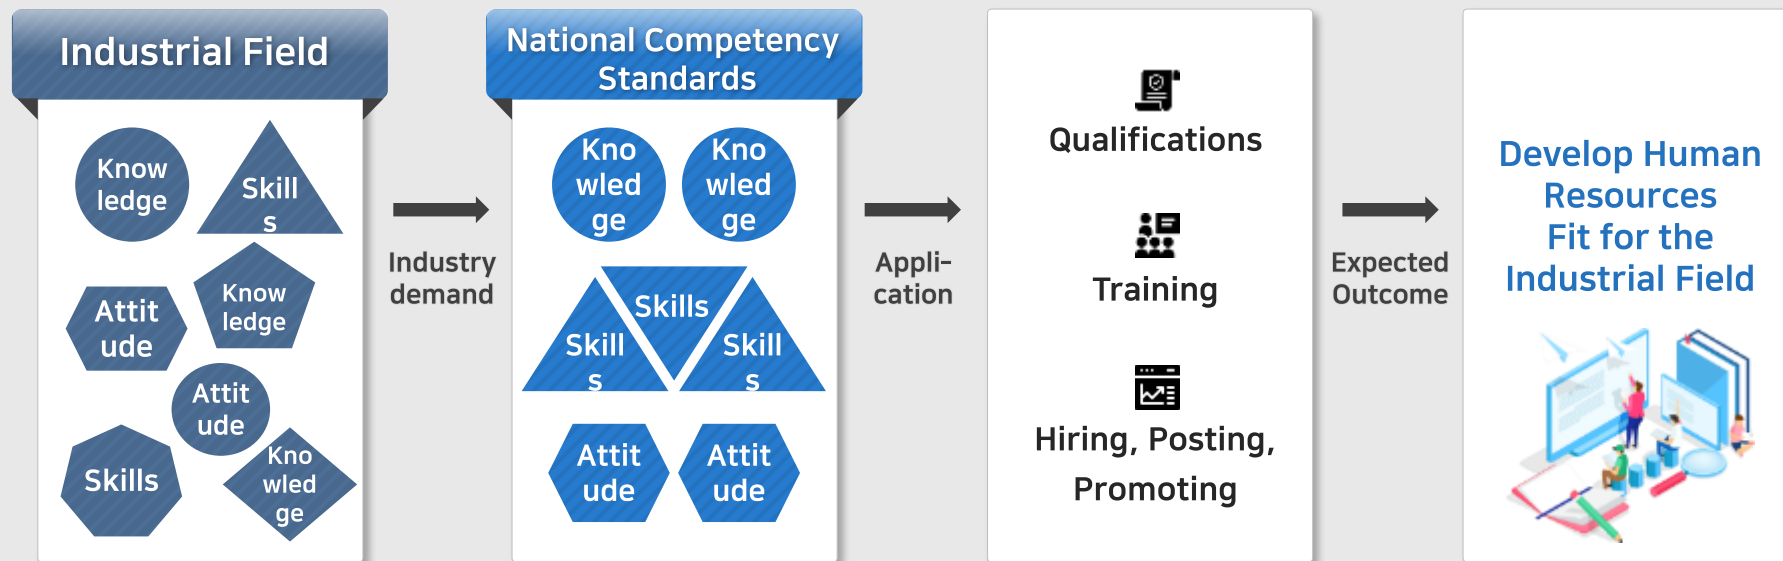 Industrial Field
Know
ledge
Skill
s
Attit
ude
Know
ledge
Attit
ude
Skills
Kno
wled
ge
Industry
demand
National Competency
Standards
Kno
wled
ge
Kno
wled
ge
Skills
Skill
s
Skill
s
Attit
ude
Attit
ude
Appli-
cation
Qualifications
Training
Hiring, Posting,
Promoting
Expected
Outcome
Develop Human
Resources
Fit for the
Industrial Field